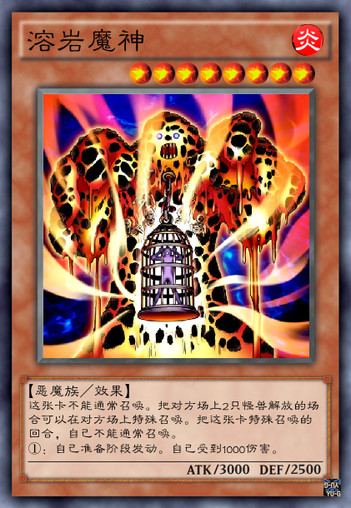 溶岩魔神
炎
【恶魔族／效果】
这张卡不能通常召唤。把对方场上2只怪兽解放的场
合可以在对方场上特殊召唤。把这张卡特殊召唤的
回合，自己不能通常召唤。
①：自己准备阶段发动。自己受到1000伤害。
ATK/3000 DEF/2500
YU-G